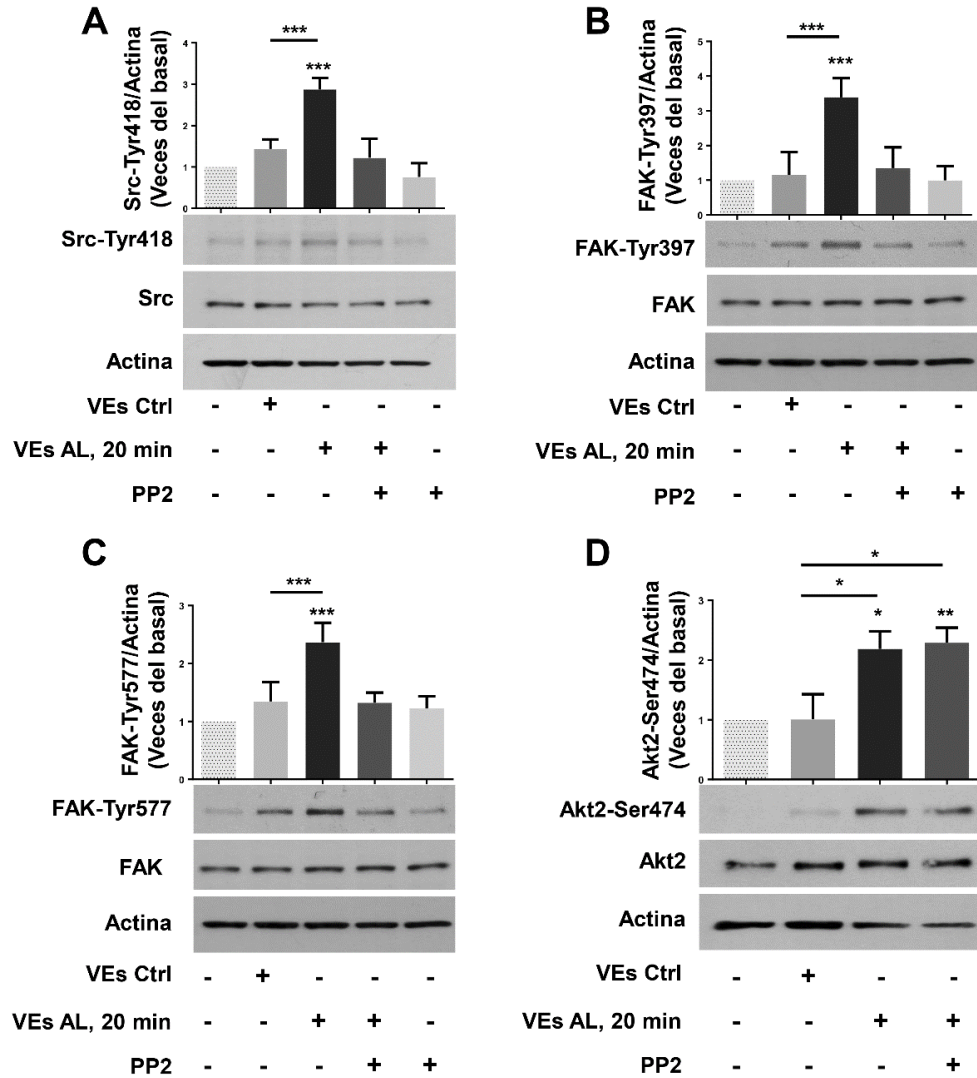 A
Src-Tyr418/Actina
(Veces del basal)
4
3
2
1
0
***
***
Src-Tyr418
Src
Actina
VEs Ctrl - + - - -
VEs AL, 20 min - - + + -
PP2 - - - + +
B
FAK-Tyr397/Actina
(Veces del basal)
5
4
3
2
1
0
***
***
FAK-Tyr397
FAK
Actina
VEs Ctrl - + - - -
VEs AL, 20 min - - + + -
PP2 - - - + +
C
FAK-Tyr577/Actina
(Veces del basal)
3
2
1
0
***
***
FAK-Tyr577
FAK
Actina
VEs Ctrl - + - - -
VEs AL, 20 min - - + + -
PP2 - - - + +
D
Akt2-Ser474/Actina
(Veces del basal)
3
2
1
0
*
*
* **
Akt2-Ser474
Akt2
Actina
VEs Ctrl - + - -
VEs AL, 20 min - - + +
PP2 - - - +